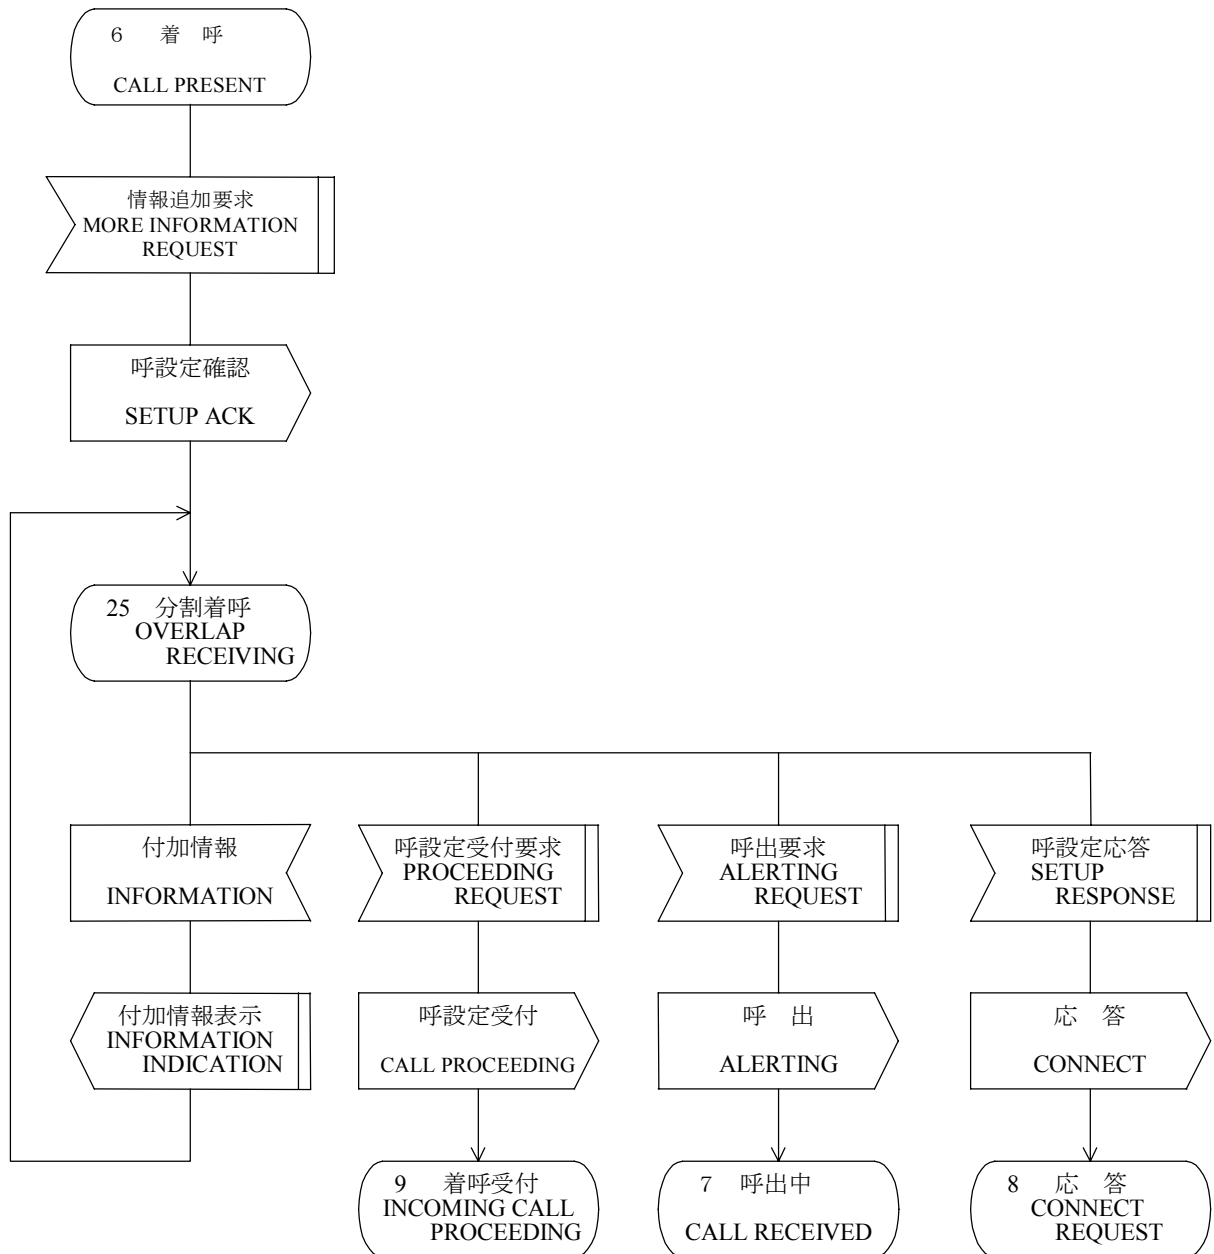 6 着 呼
CALL PRESENT
情報追加要求
MORE INFORMATION
REQUEST
呼設定確認
SETUP ACK
25 分割着呼
OVERLAP
RECEIVING
付加情報
INFORMATION
呼設定受付要求
PROCEEDING
REQUEST
呼出要求
ALERTING
REQUEST
呼設定応答
SETUP
RESPONSE
付加情報表示
INFORMATION
INDICATION
呼設定受付
CALL PROCEEDING
呼 出
ALERTING
応 答
CONNECT
9 着呼受付
INCOMING CALL
PROCEEDING
7 呼出中
CALL RECEIVED
8 応 答
CONNECT
REQUEST